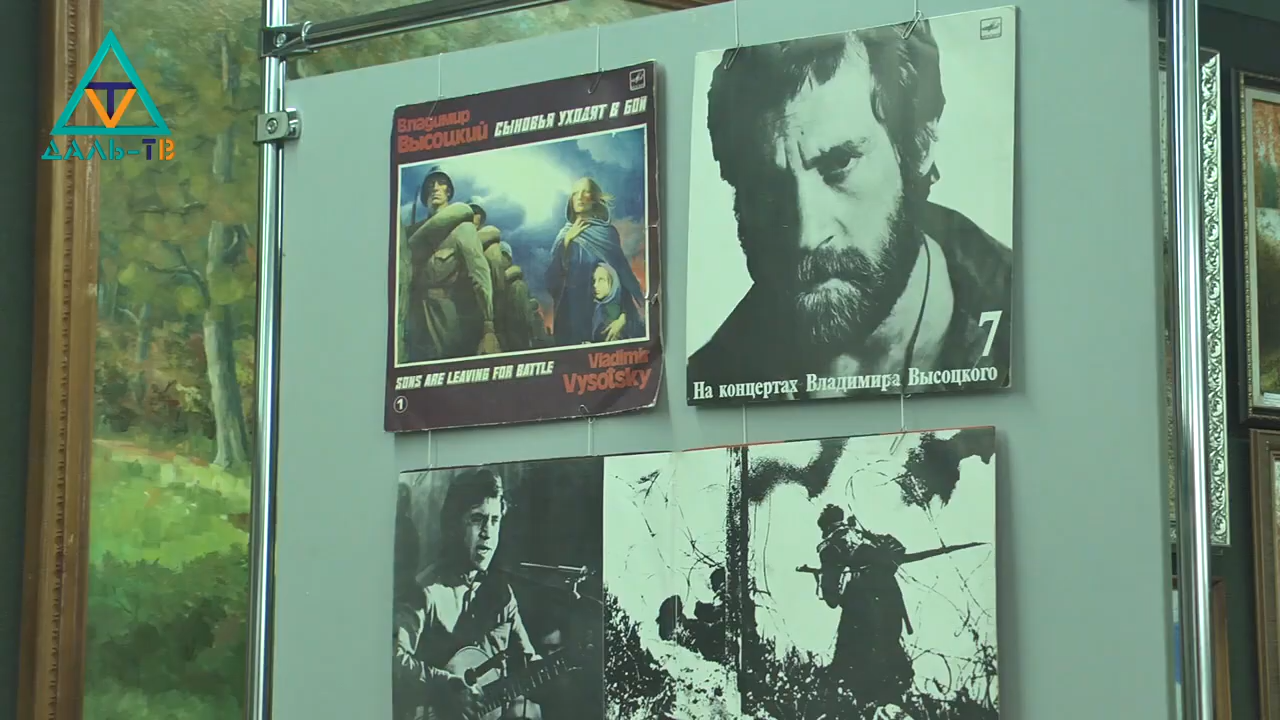 TV
ДАЛЬ-ТВ
Владимир
Высоцкий
СЫНОВЬЯ УХОДЯТ В БОЙ
SONS ARE LEAVING FOR BATTLE
Vladimir
Vysotsky
1
7
На концертах Владимира Высоцкого